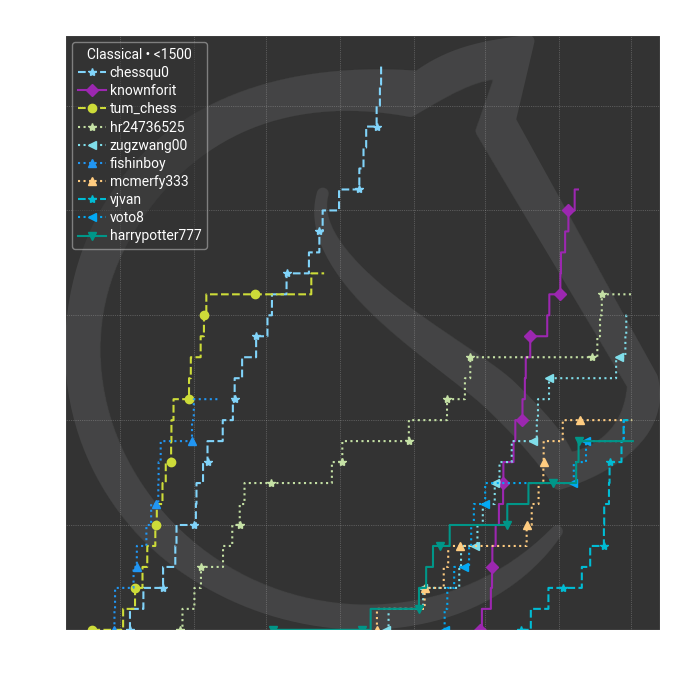 Classical • <1500
chessqu0
knownforit
tum_chess
hr24736525
zugzwang00
fishinboy
mcmerfy333
vjvan
voto8
harrypotter777